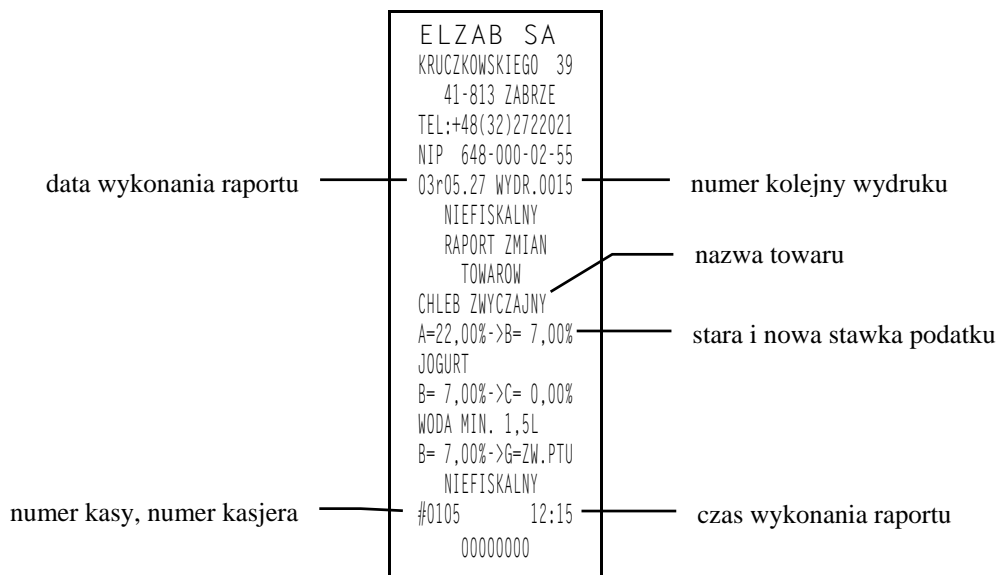 ELZAB SA
KRUCZKOWSKIEGO 39
41-813 ZABRZE
TEL:+48(32)2722021
NIP 648-000-02-55
data wykonania raportu
03r05.27 WYDR.0015
numer kolejny wydruku
NIEFISKALNY
RAPORT ZMIAN
TOWAROW
nazwa towaru
CHLEB ZWYCZAJNY
A=22,00%->B= 7,00%
stara i nowa stawka podatku
JOGURT
B= 7,00%->C= 0,00%
WODA MIN. 1,5L
B= 7,00%->G=ZW.PTU
NIEFISKALNY
numer kasy, numer kasjera
#0105 12:15
czas wykonania raportu
00000000